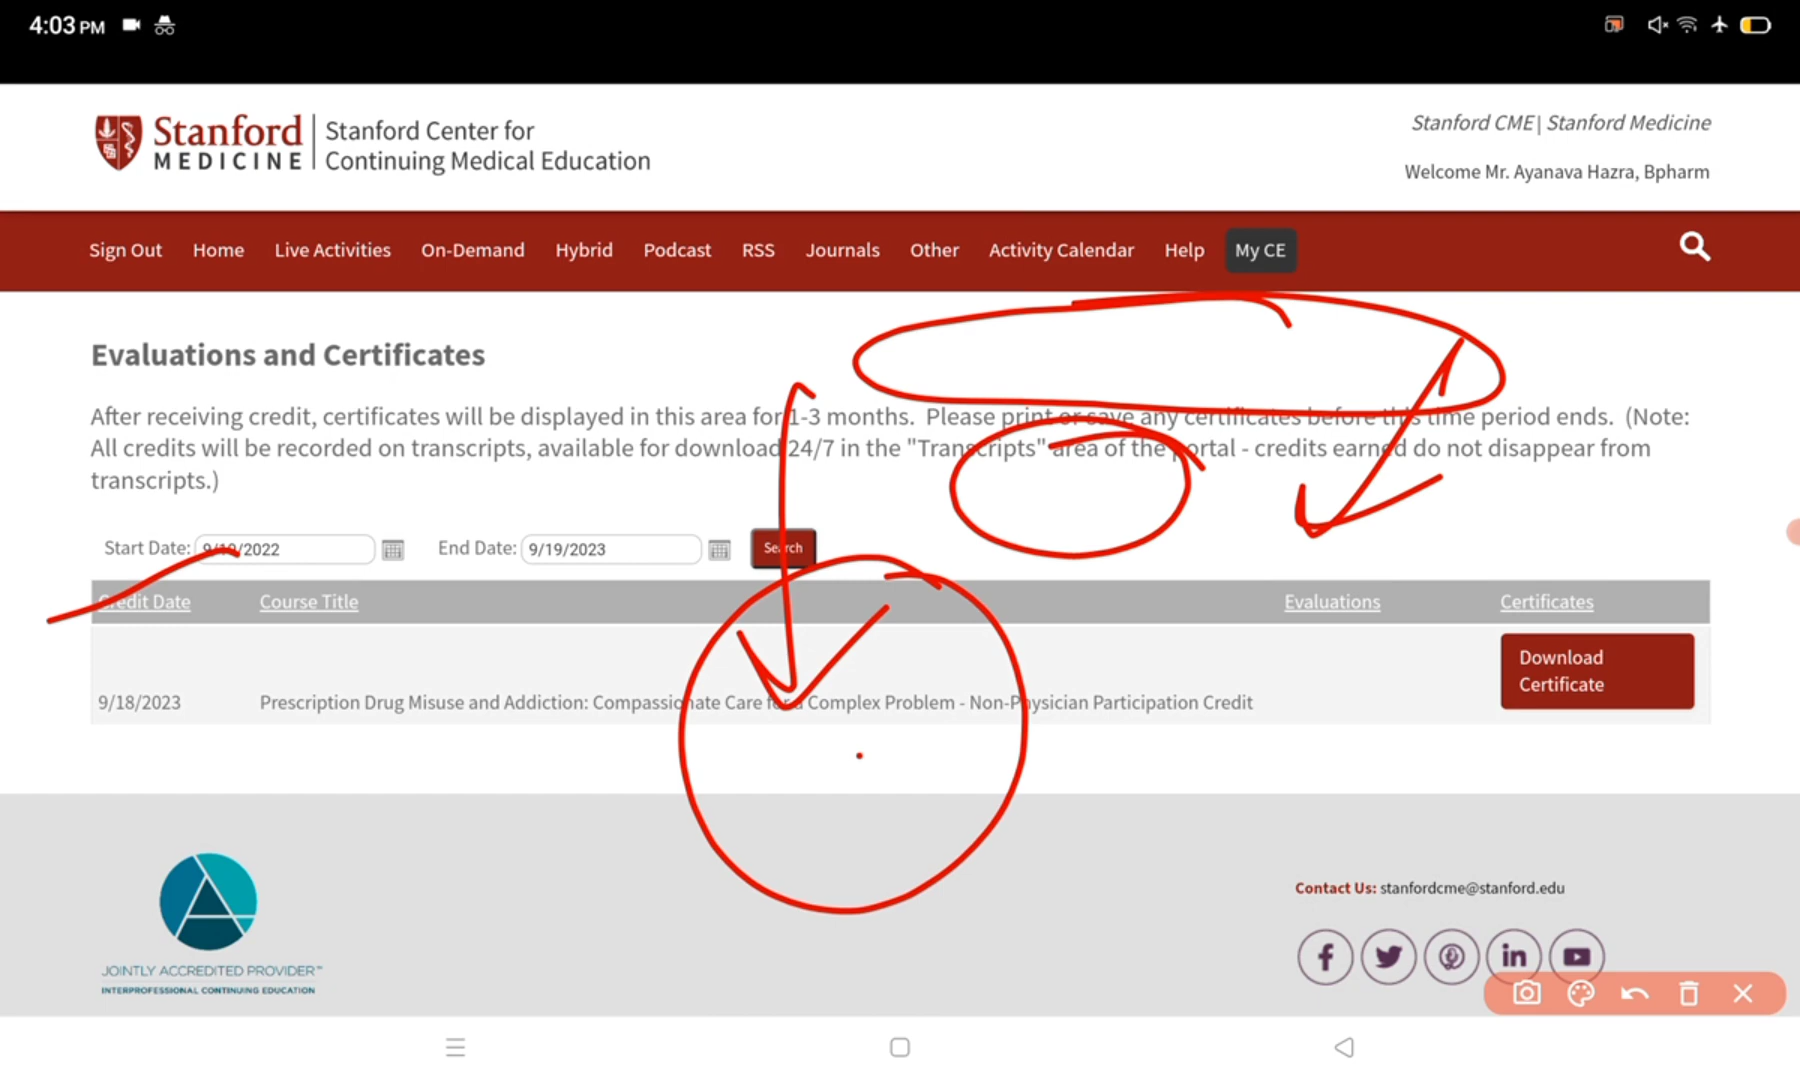 4:03 PM
Stanford MEDICINE
Stanford Center for
Continuing Medical Education
Stanford CME | Stanford Medicine
Welcome Mr. Ayanava Hazra, Bpharm
Sign Out Home Live Activities On-Demand Hybrid Podcast RSS Journals Other Activity Calendar Help My CE
Evaluations and Certificates
After receiving credit, certificates will be displayed in this area for 1-3 months. Please print or save any certificates before this time period ends. (Note:
All credits will be recorded on transcripts, available for download 24/7 in the "Transcripts" area of the portal - credits earned do not disappear from
transcripts.)
Start Date: 9/19/2022 End Date: 9/19/2023 Search
Credit Date Course Title Evaluations Certificates
Download
Certificate
9/18/2023 Prescription Drug Misuse and Addiction: Compassionate Care for a Complex Problem - Non-Physician Participation Credit
Contact Us: stanfordcme@stanford.edu
JOINTLY ACCREDITED PROVIDER™
INTERPROFESSIONAL CONTINUING EDUCATION